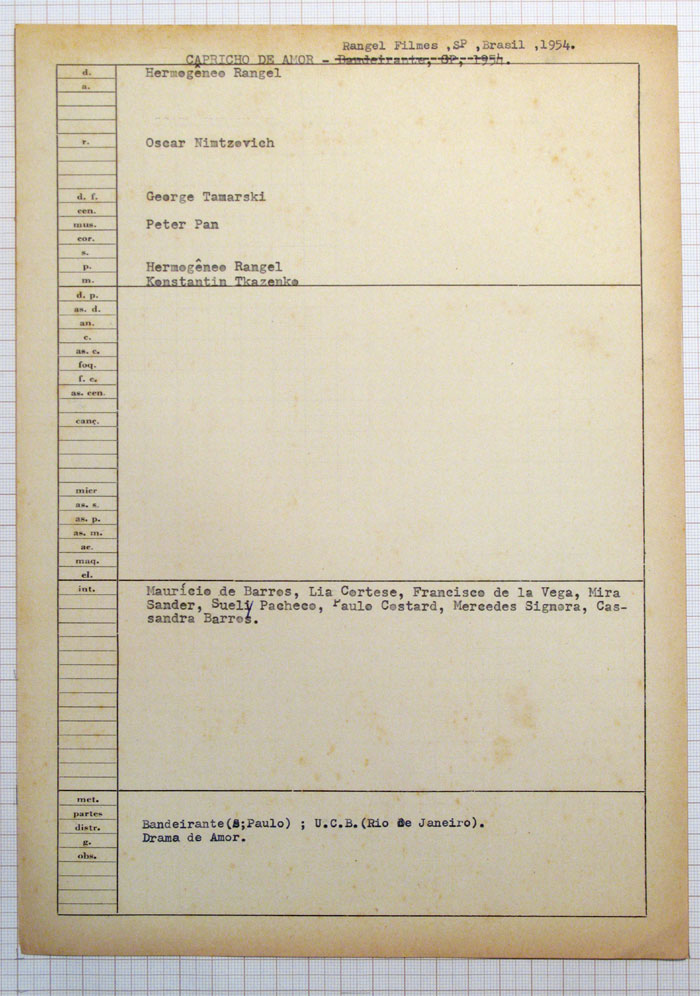 Rangel Filmes ,SP ,Brasil ,1954.
CAPRICHO DE AMOR - Bandeirante, SP, 1954.
d. Hermogêneo Rangel
a.
r. Oscar Nimtzovich
d. f. George Tamarski
cen.
mus. Peter Pan
cor.
s.
p. Hermogêneo Rangel
m. Konstantin Tkazenko
d. p.
as. d.
an.
c.
as. c.
foq.
f. c.
as. cen.
canç.
micr
as. s.
as. p.
as. m.
ac.
maq.
el.
int. Maurício de Barros, Lia Cortese, Francisco de la Vega, Mira
Sander, Suely Pacheco, Paulo Costard, Mercedes Signora, Cas-
sandra Barros.
met.
partes
distr. Bandeirante(S;Paulo) ; U.C.B.(Rio de Janeiro).
g. Drama de Amor.
obs.